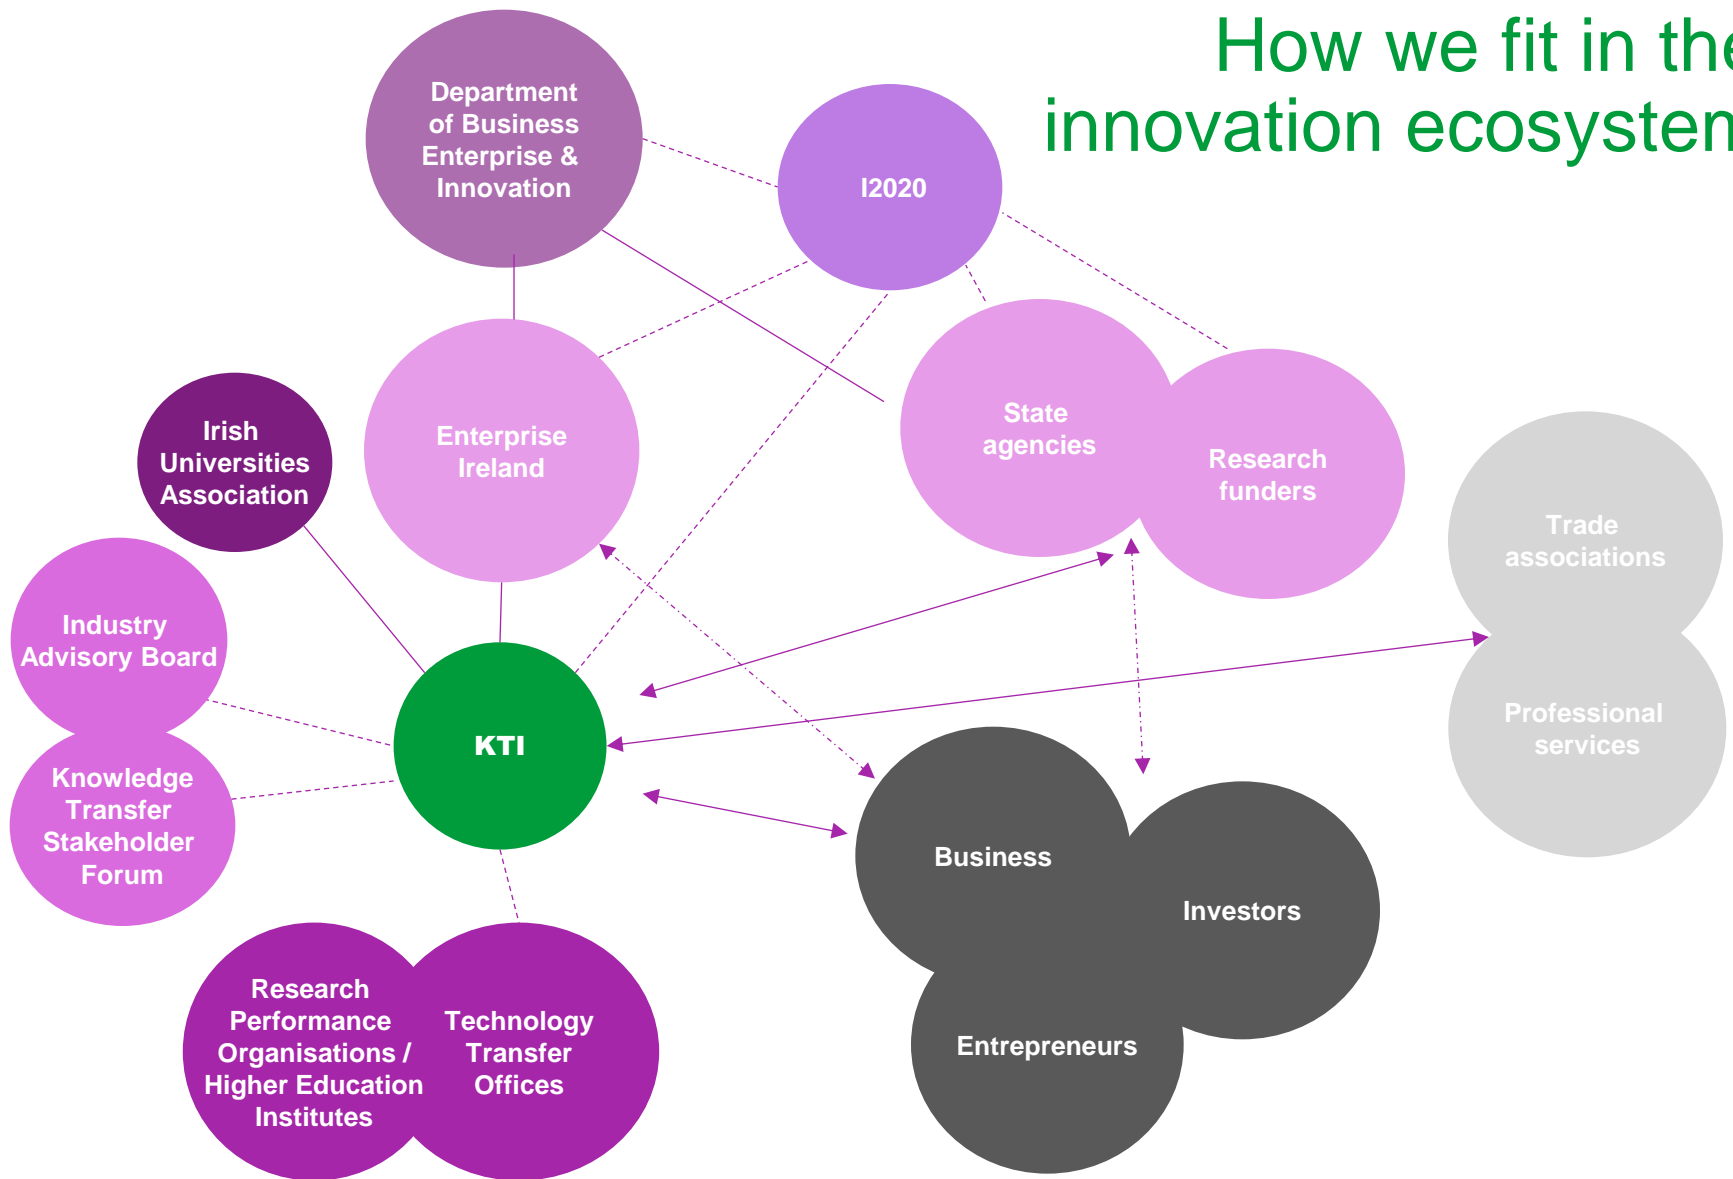 How we fit in the
innovation ecosystem
Department
of Business
Enterprise &
Innovation
I2020
Enterprise
Ireland
State
agencies
Research
funders
Irish
Universities
Association
Trade
associations
Industry
Advisory Board
Professional
services
KTI
Knowledge
Transfer
Stakeholder
Forum
Business
Investors
Entrepreneurs
Research
Performance
Organisations /
Higher Education
Institutes
Technology
Transfer
Offices